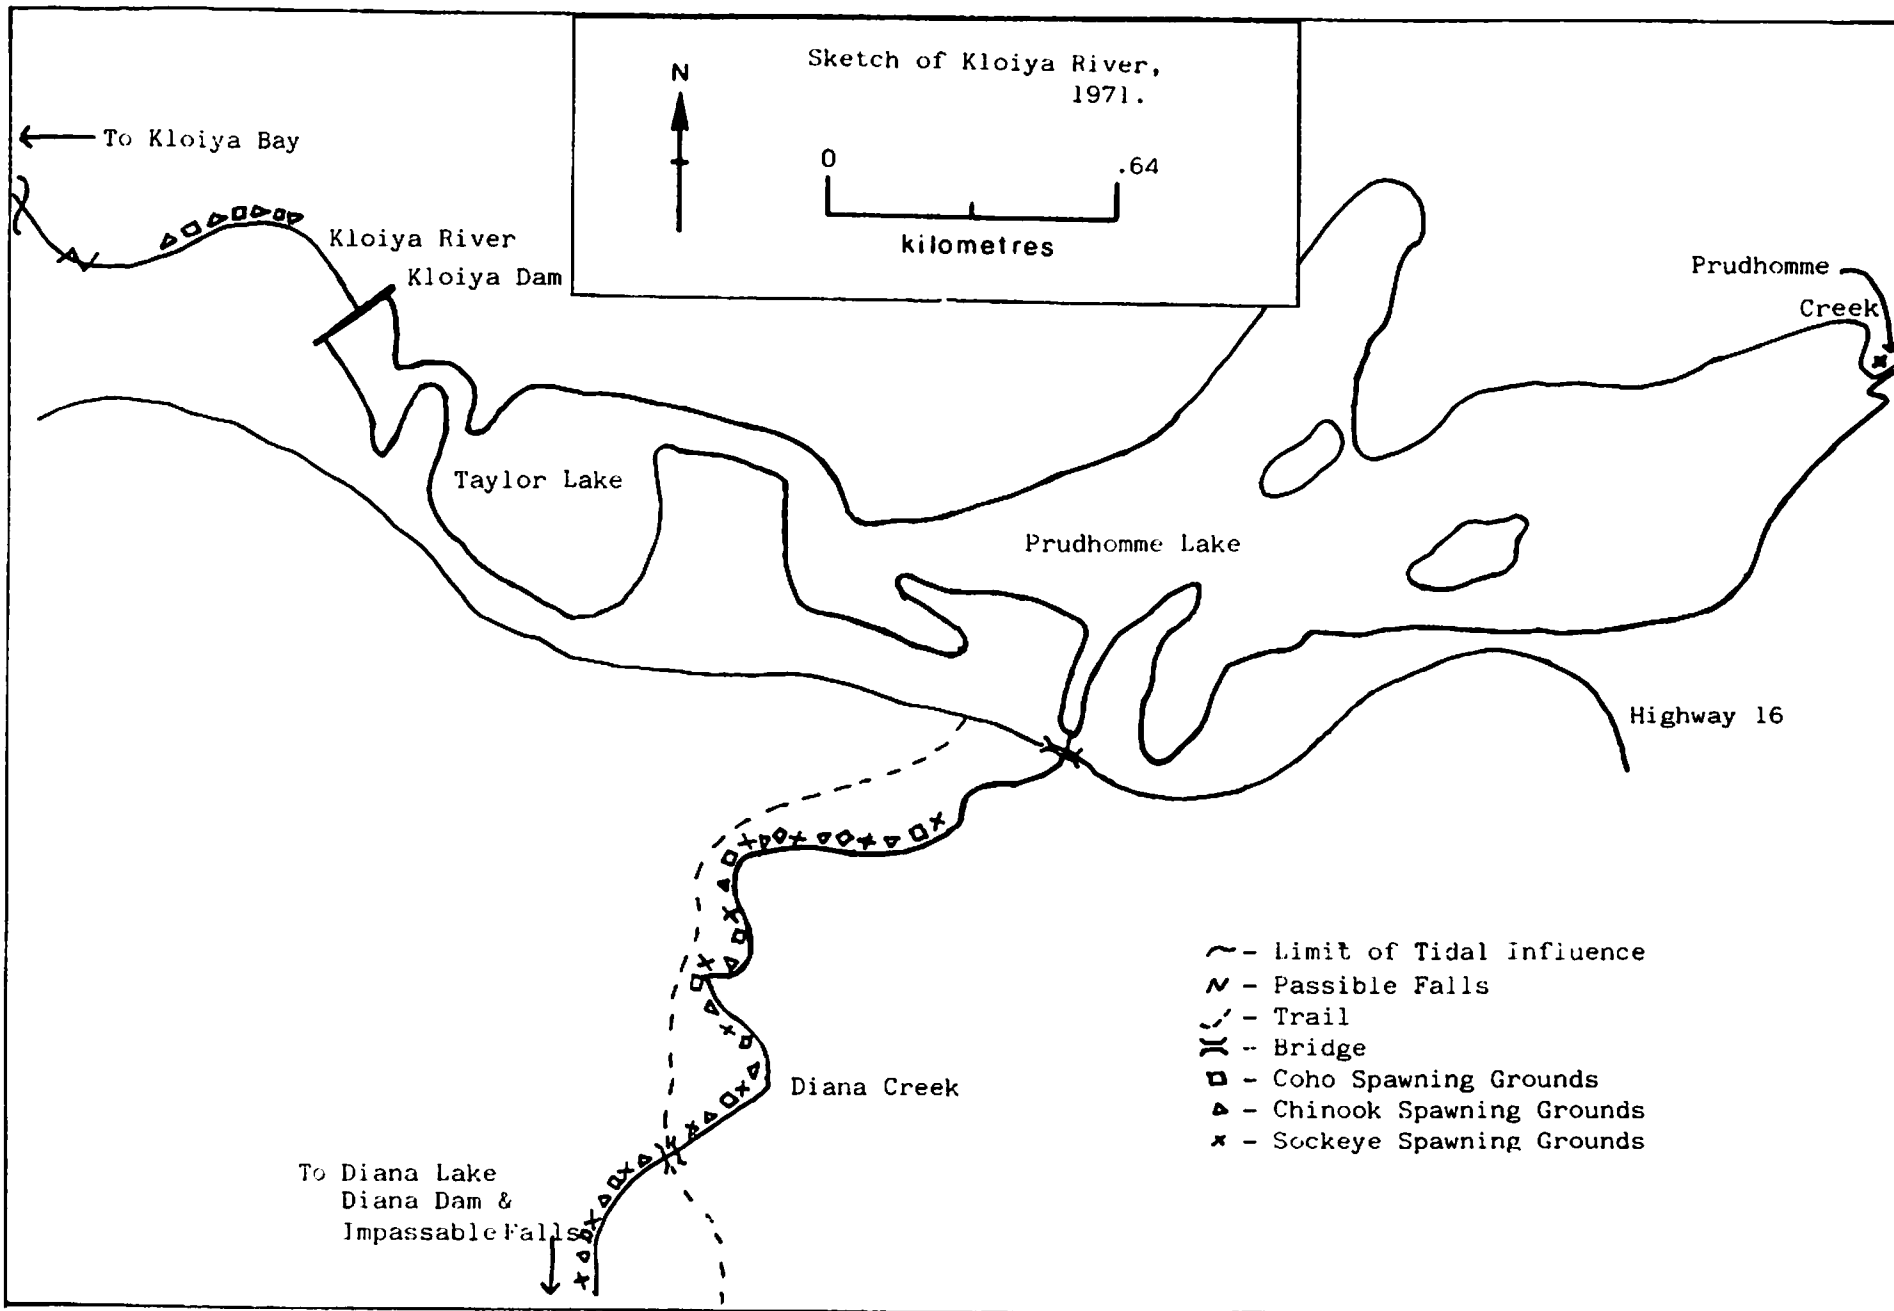 Sketch of Kloiya River,
1971.
N
0
.64
kilometres
To Kloiya Bay
Kloiya River
Kloiya Dam
Prudhomme
Creek
Taylor Lake
Prudhomme Lake
Highway 16
Diana Creek
To Diana Lake
Diana Dam &
Impassable Falls
- Limit of Tidal Influence
- Passible Falls
- Trail
- Bridge
- Coho Spawning Grounds
- Chinook Spawning Grounds
- Sockeye Spawning Grounds